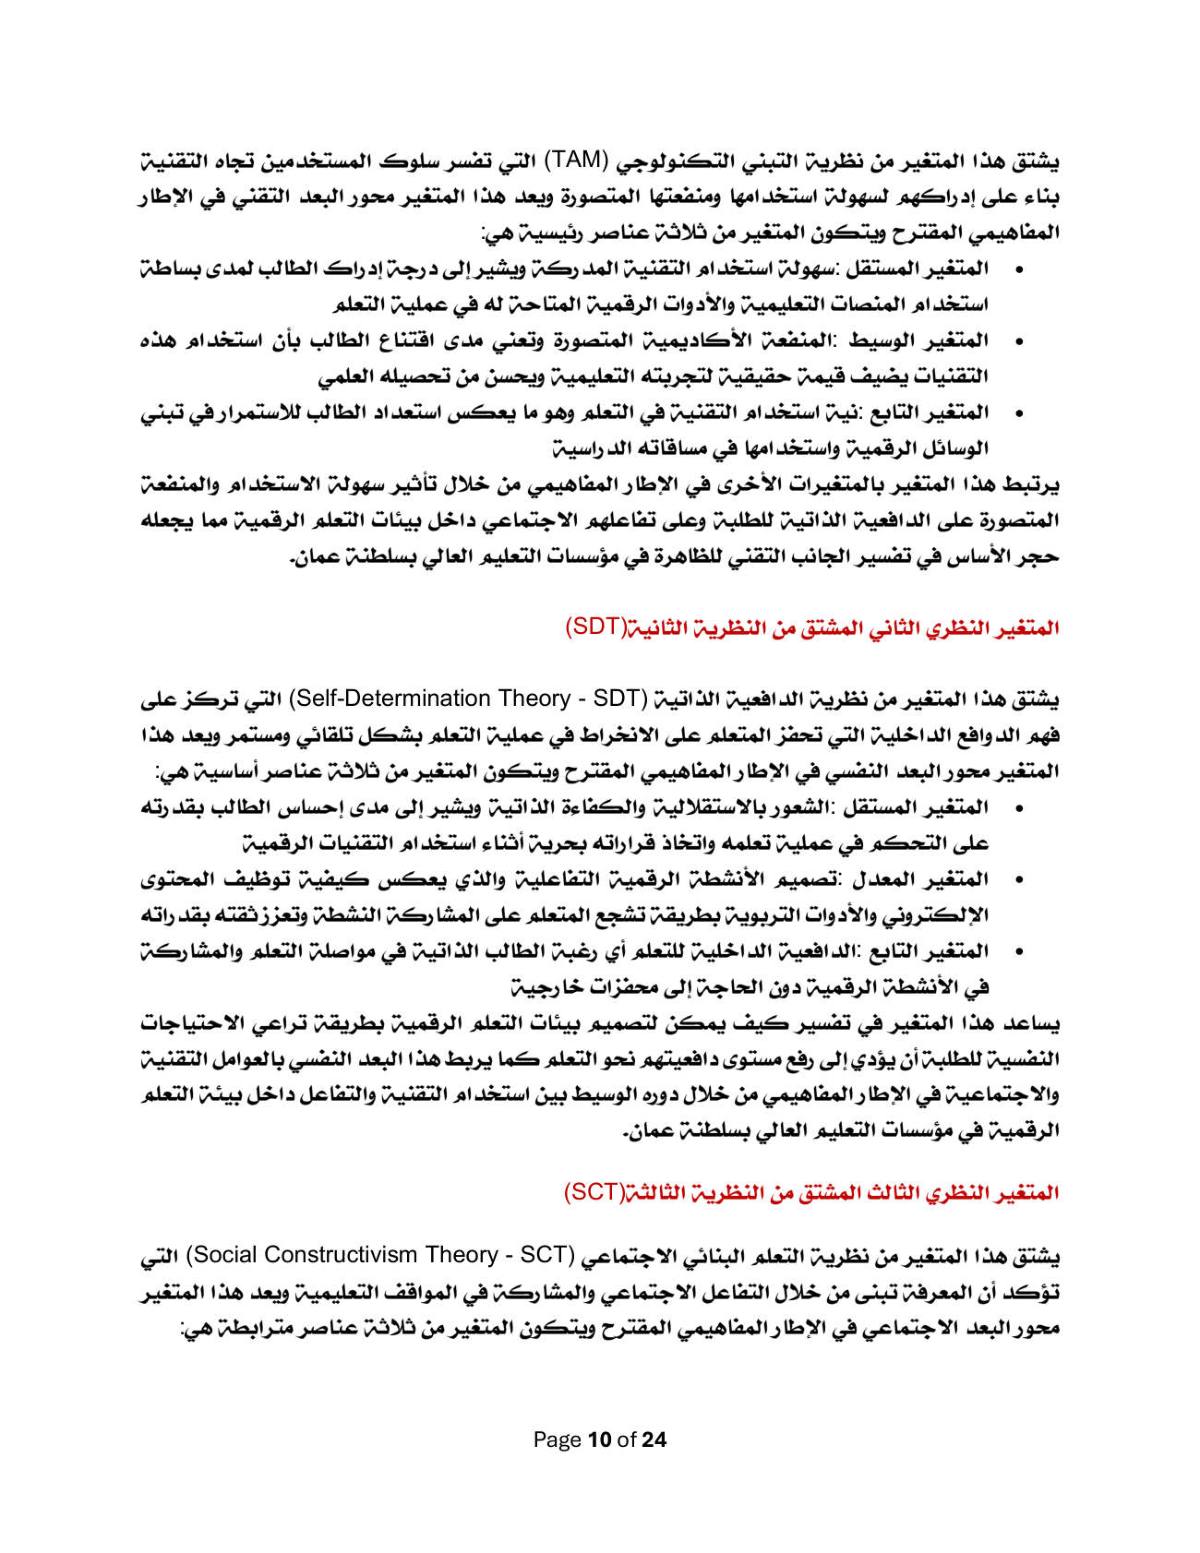 يشتق هذا المتغير من نظرية التبني التكنولوجي (TAM) التي تفسر سلوك المستخدمين تجاه التقنية
بناء على إدراكهم لسهولة استخدامها ومنفعتها المتصورة ويعد هذا المتغير محور البعد التقني في الإطار
المفاهيمي المقترح ويتكون المتغير من ثلاثة عناصر رئيسية هي:
• المتغير المستقل :سهولة استخدام التقنية المدركة ويشير إلى درجة إدراك الطالب لمدى بساطة
استخدام المنصات التعليمية والأدوات الرقمية المتاحة له في عملية التعلم
• المتغير الوسيط :المنفعة الأكاديمية المتصورة وتعني مدى اقتناع الطالب بأن استخدام هذه
التقنيات يضيف قيمة حقيقية لتجربته التعليمية ويحسن من تحصيله العلمي
• المتغير التابع :نية استخدام التقنية في التعلم وهو ما يعكس استعداد الطالب للاستمرار في تبني
الوسائل الرقمية واستخدامها في مساقاته الدراسية
يرتبط هذا المتغير بالمتغيرات الأخرى في الإطار المفاهيمي من خلال تأثير سهولة الاستخدام والمنفعة
المتصورة على الدافعية الذاتية للطلبة وعلى تفاعلهم الاجتماعي داخل بيئات التعلم الرقمية مما يجعله
حجر الأساس في تفسير الجانب التقني للظاهرة في مؤسسات التعليم العالي بسلطنة عمان.
المتغير النظري الثاني المشتق من النظرية الثانية(SDT)
يشتق هذا المتغير من نظرية الدافعية الذاتية (Self-Determination Theory - SDT) التي تركز على
فهم الدوافع الداخلية التي تحفز المتعلم على الانخراط في عملية التعلم بشكل تلقائي ومستمر ويعد هذا
المتغير محور البعد النفسي في الإطار المفاهيمي المقترح ويتكون المتغير من ثلاثة عناصر أساسية هي:
• المتغير المستقل :الشعور بالاستقلالية والكفاءة الذاتية ويشير إلى مدى إحساس الطالب بقدرته
على التحكم في عملية تعلمه واتخاذ قراراته بحرية أثناء استخدام التقنيات الرقمية
• المتغير المعدل :تصميم الأنشطة الرقمية التفاعلية والذي يعكس كيفية توظيف المحتوى
الإلكتروني والأدوات التربوية بطريقة تشجع المتعلم على المشاركة النشطة وتعزز ثقته بقدراته
• المتغير التابع :الدافعية الداخلية للتعلم أي رغبة الطالب الذاتية في مواصلة التعلم والمشاركة
في الأنشطة الرقمية دون الحاجة إلى محفزات خارجية
يساعد هذا المتغير في تفسير كيف يمكن لتصميم بيئات التعلم الرقمية بطريقة تراعي الاحتياجات
النفسية للطلبة أن يؤدي إلى رفع مستوى دافعيتهم نحو التعلم كما يربط هذا البعد النفسي بالعوامل التقنية
والاجتماعية في الإطار المفاهيمي من خلال دوره الوسيط بين استخدام التقنية والتفاعل داخل بيئة التعلم
الرقمية في مؤسسات التعليم العالي بسلطنة عمان.
المتغير النظري الثالث المشتق من النظرية الثالثة(SCT)
يشتق هذا المتغير من نظرية التعلم البنائي الاجتماعي (Social Constructivism Theory - SCT) التي
تؤكد أن المعرفة تبنى من خلال التفاعل الاجتماعي والمشاركة في المواقف التعليمية ويعد هذا المتغير
محور البعد الاجتماعي في الإطار المفاهيمي المقترح ويتكون المتغير من ثلاثة عناصر مترابطة هي:
Page 10 of 24